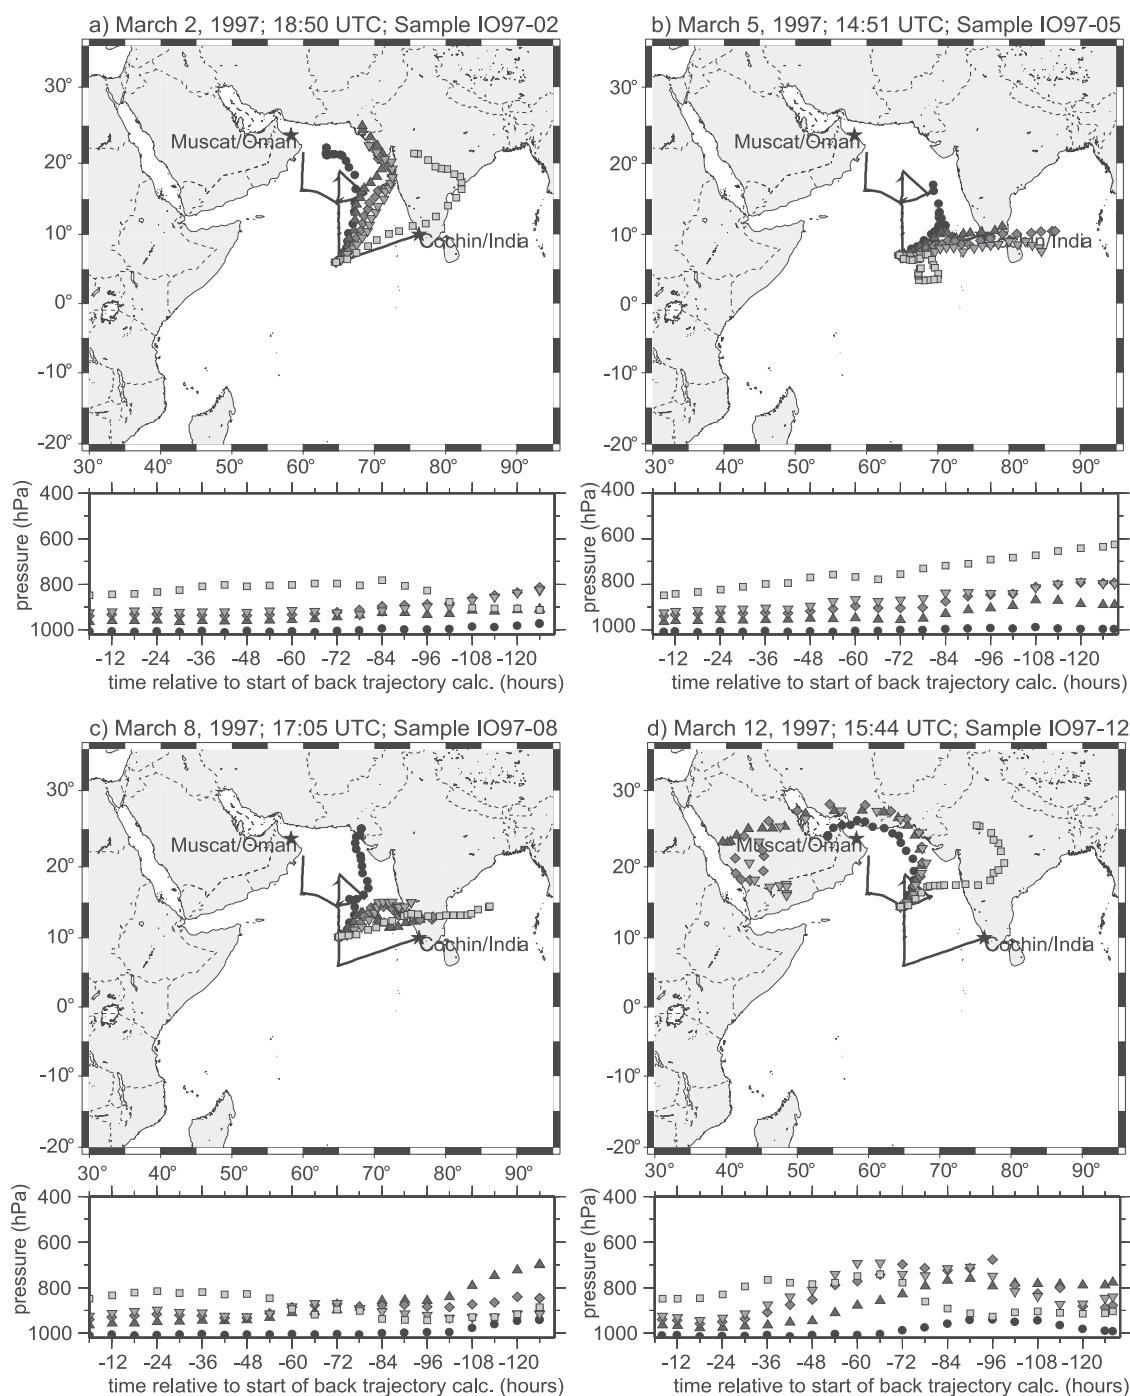 a) March 2, 1997; 18:50 UTC; Sample IO97-02
30°
20°
10°
0°
-10°
-20°
Muscat/Oman
Cochin/India
30° 40° 50° 60° 70° 80° 90°
pressure (hPa)
400
600
800
1000
-12 -24 -36 -48 -60 -72 -84 -96 -108 -120
time relative to start of back trajectory calc. (hours)
b) March 5, 1997; 14:51 UTC; Sample IO97-05
30°
20°
10°
0°
-10°
-20°
Muscat/Oman
n/India
30° 40° 50° 60° 70° 80° 90°
pressure (hPa)
400
600
800
1000
-12 -24 -36 -48 -60 -72 -84 -96 -108 -120
time relative to start of back trajectory calc. (hours)
c) March 8, 1997; 17:05 UTC; Sample IO97-08
30°
20°
10°
0°
-10°
-20°
Muscat/Oman
Cochin/India
30° 40° 50° 60° 70° 80° 90°
pressure (hPa)
400
600
800
1000
-12 -24 -36 -48 -60 -72 -84 -96 -108 -120
time relative to start of back trajectory calc. (hours)
d) March 12, 1997; 15:44 UTC; Sample IO97-12
30°
20°
10°
0°
-10°
-20°
Muscat/Oman
Cochin/India
30° 40° 50° 60° 70° 80° 90°
pressure (hPa)
400
600
800
1000
-12 -24 -36 -48 -60 -72 -84 -96 -108 -120
time relative to start of back trajectory calc. (hours)